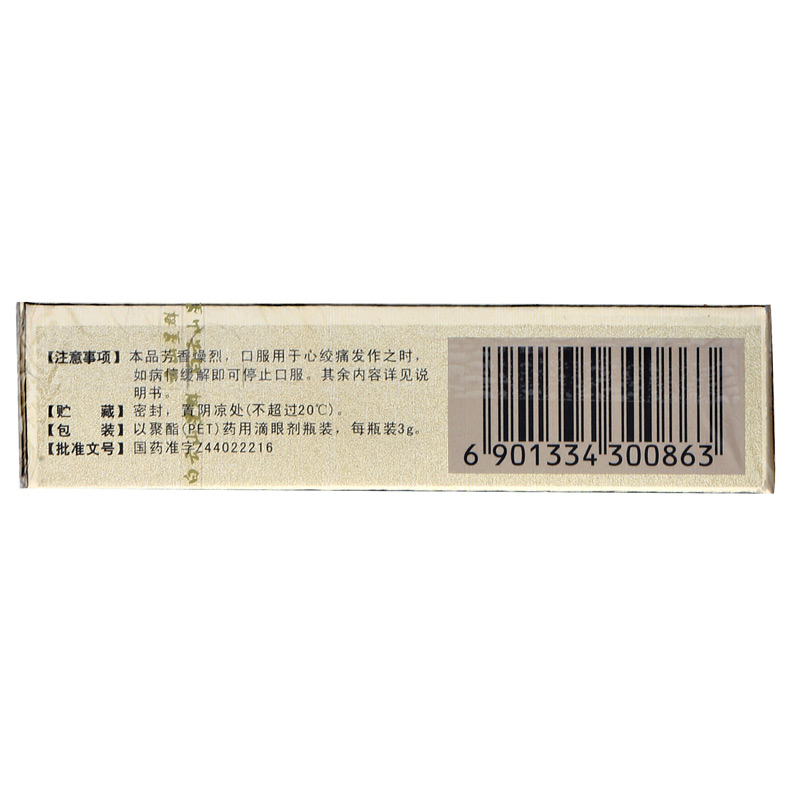 【注意事项】本品芳香燥烈，口服用于心绞痛发作之时，
如病情缓解即可停止口服。其余内容详见说
明书。
【贮　　藏】密封，置阴凉处(不超过20℃)。
【包　　装】以聚酯(PET)药用滴眼剂瓶装，每瓶装3g。
【批准文号】国药准字Z44022216
6 901334 300863